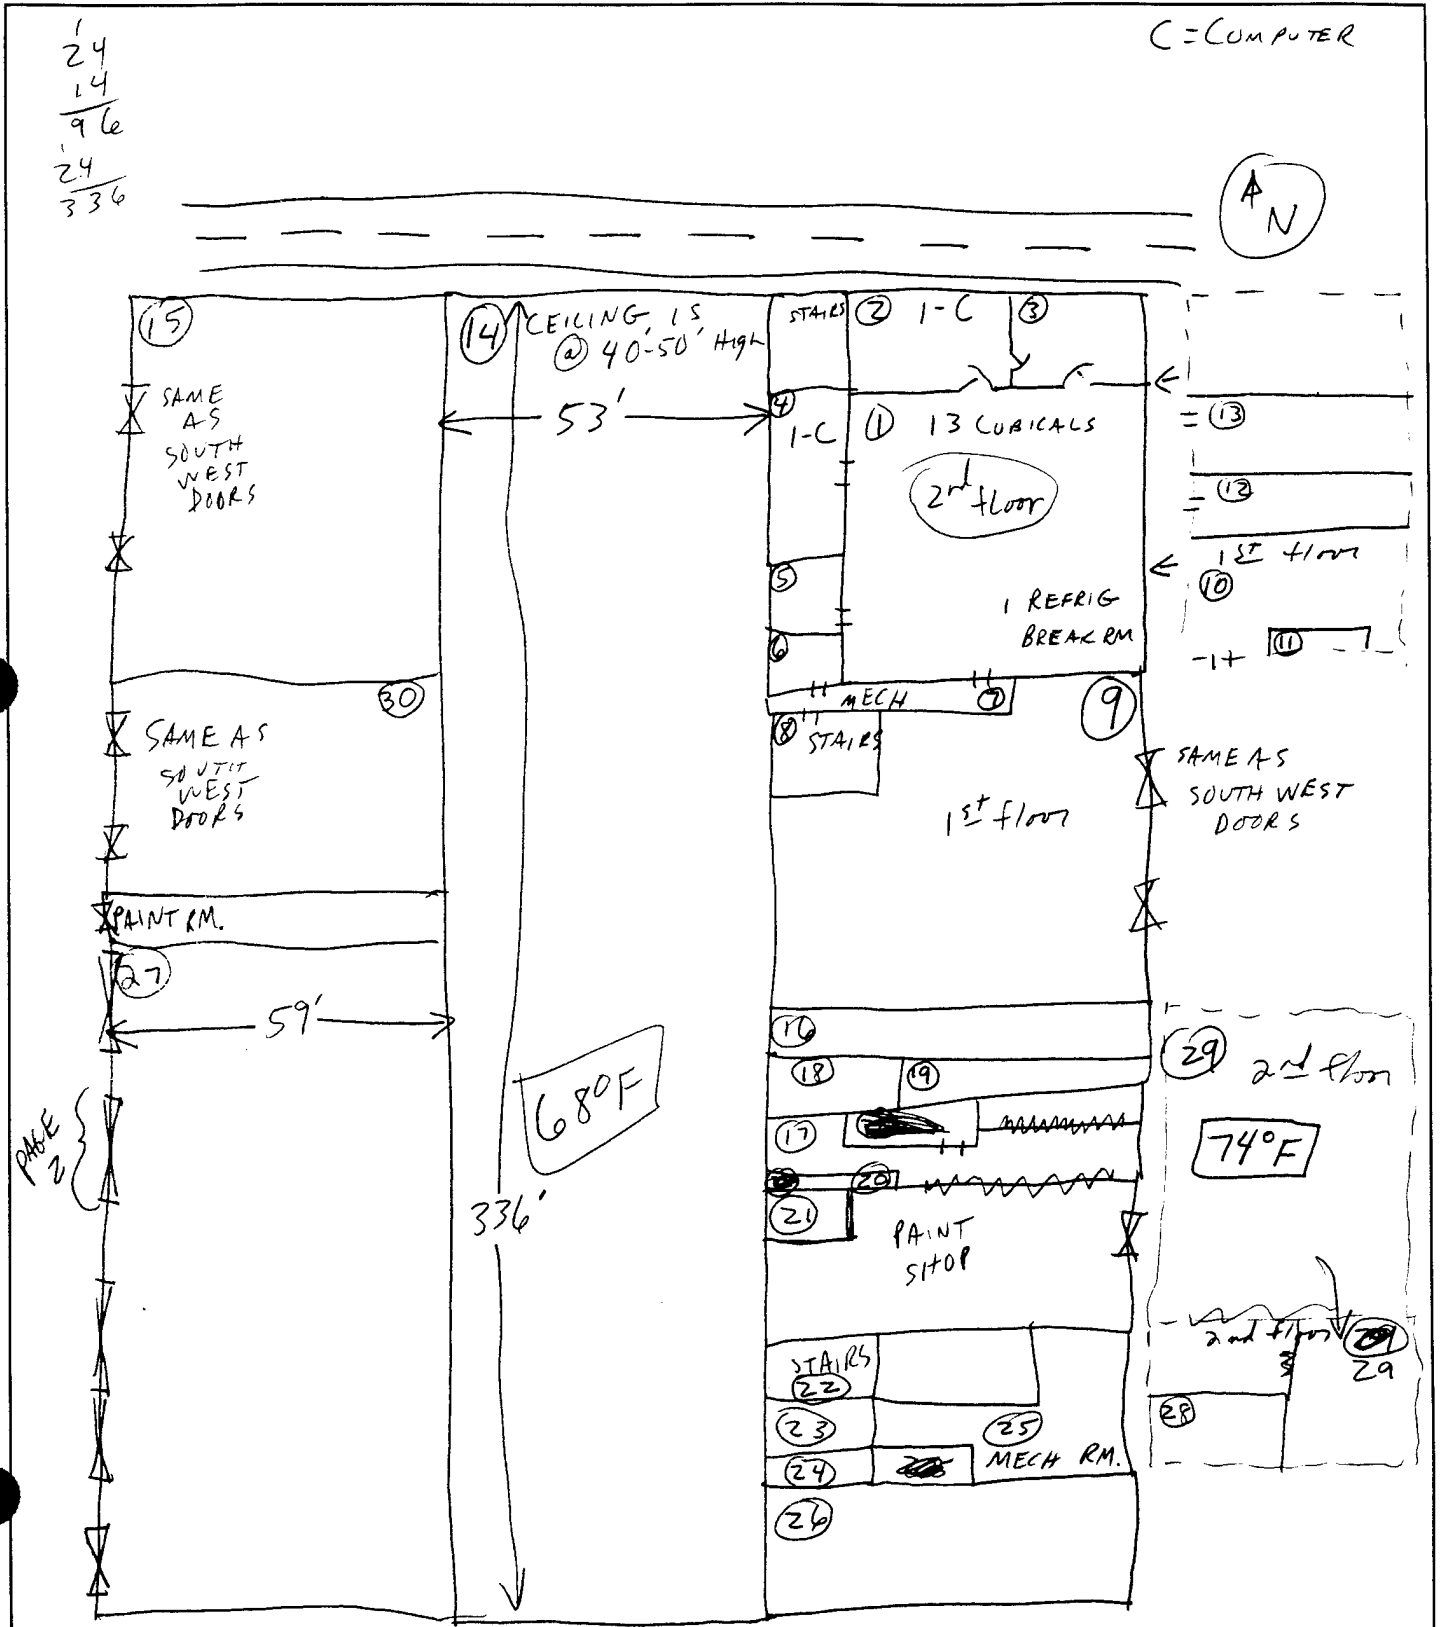 C = COMPUTER
1
24
14
96
1
24
336
N
15
14
CEILING IS
@ 40'-50' HIGH
STAIRS
2
1-C
3
SAME
AS
SOUTH
WEST
DOORS
53'
4
1-C
1
13 CUBICALS
2nd floor
13
12
1st floor
10
11
5
6
1 REFRIG
BREAK RM
30
MECH
7
9
8
STAIRS
SAME AS
SOUTH
WEST
DOORS
1st floor
SAME AS
SOUTH WEST
DOORS
PAINT RM.
27
59'
68°F
16
18
19
17
20
21
PAINT
SHOP
29
2nd floor
74°F
PAGE
2
336'
STAIRS
22
23
24
25
MECH RM.
26
2nd floor
29
28